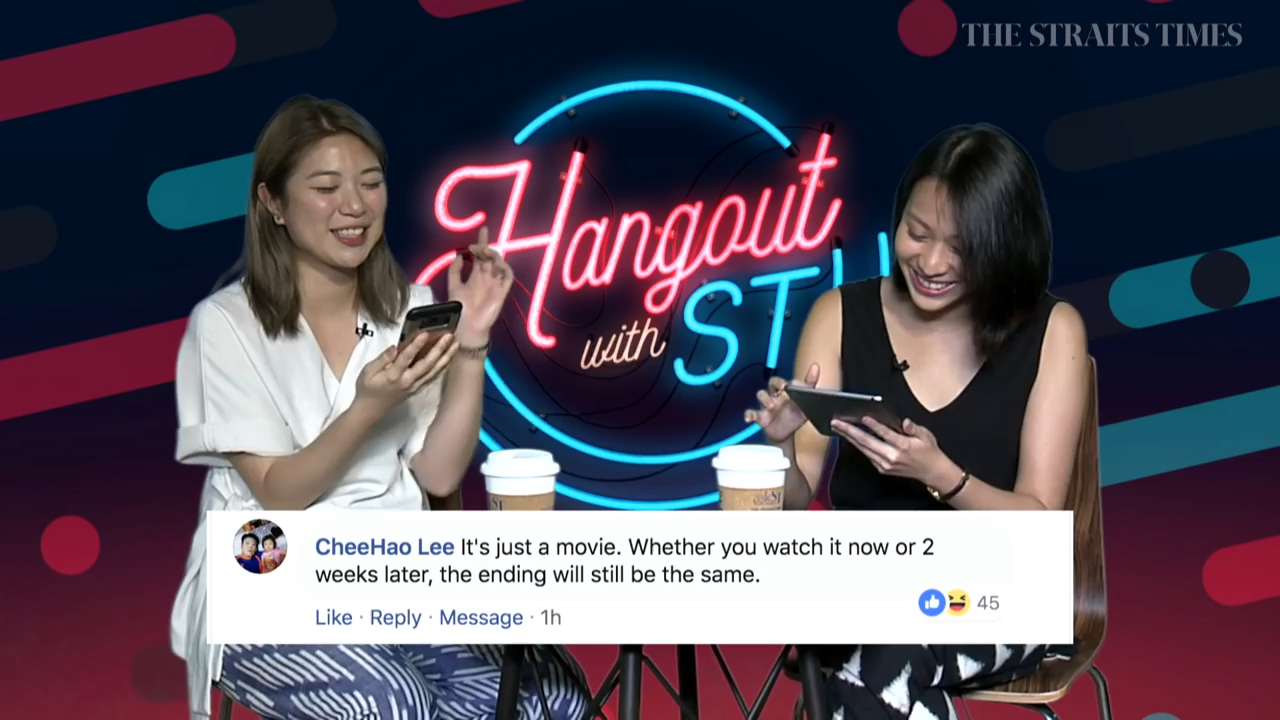 THE STRAITS TIMES
Hangout
with ST
CheeHao Lee It's just a movie. Whether you watch it now or 2
weeks later, the ending will still be the same.
Like · Reply · Message · 1h
45